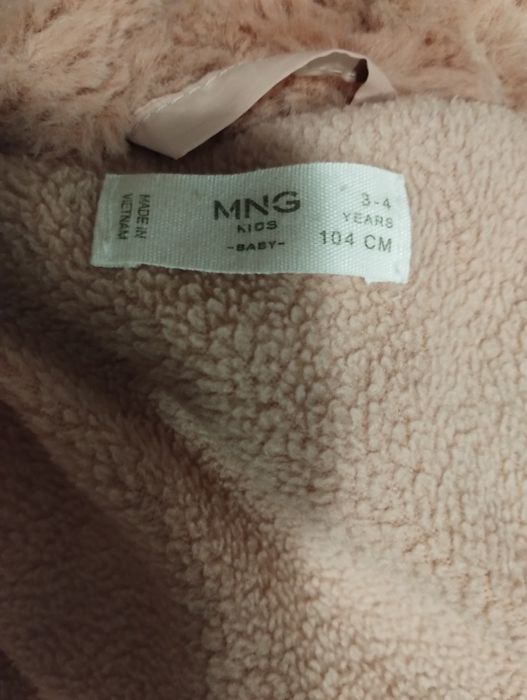 MADE IN
VIETNAM
MNG
KIDS
-BABY-
3-4
YEARS
104 CM